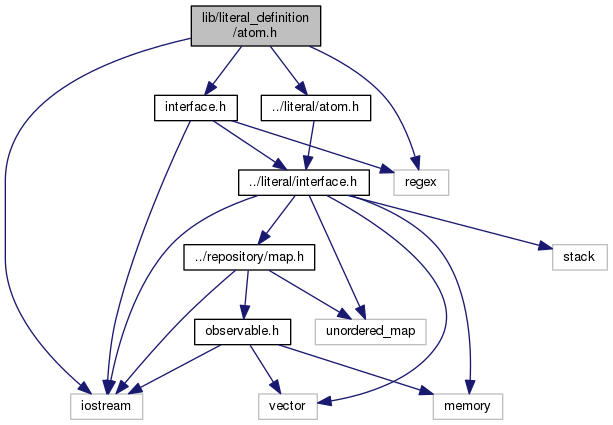 lib/literal_definition
/atom.h
interface.h
../literal/atom.h
../literal/interface.h
regex
../repository/map.h
stack
observable.h
unordered_map
iostream
vector
memory